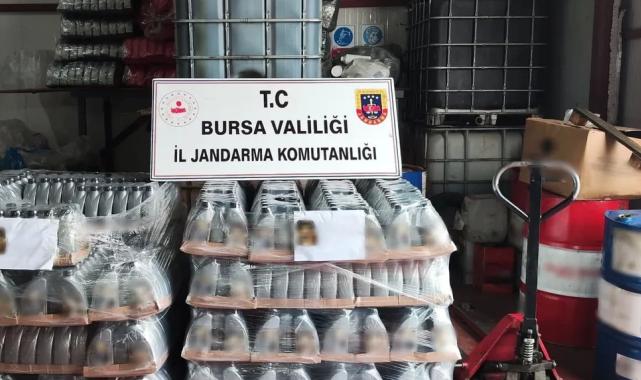 T.C
BURSA VALİLİĞİ
İL JANDARMA KOMUTANLIĞI